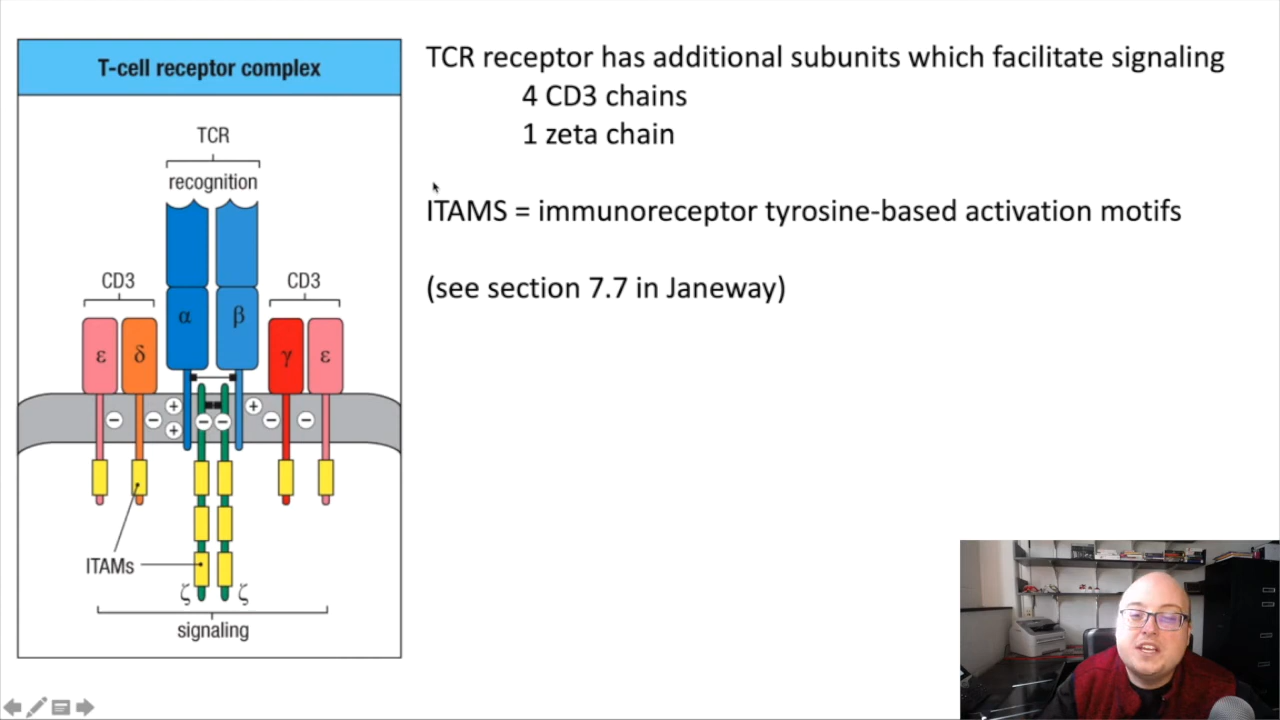 T-cell receptor complex
TCR
recognition
CD3
CD3
α
β
ε
δ
γ
ε
+
+
+
−
−
−
−
−
−
ITAMs
ζ
ζ
signaling
TCR receptor has additional subunits which facilitate signaling
4 CD3 chains
1 zeta chain
ITAMS = immunoreceptor tyrosine-based activation motifs
(see section 7.7 in Janeway)